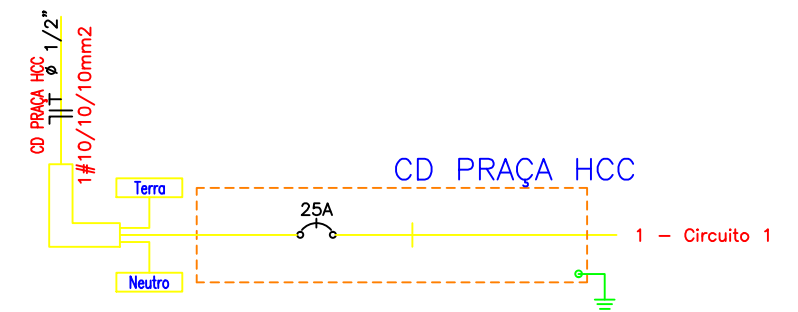 CD PRAÇA HCC
ø 1/2"
1#10/10/10mm2
CD PRAÇA HCC
Terra
25A
1 - Circuito 1
Neutro